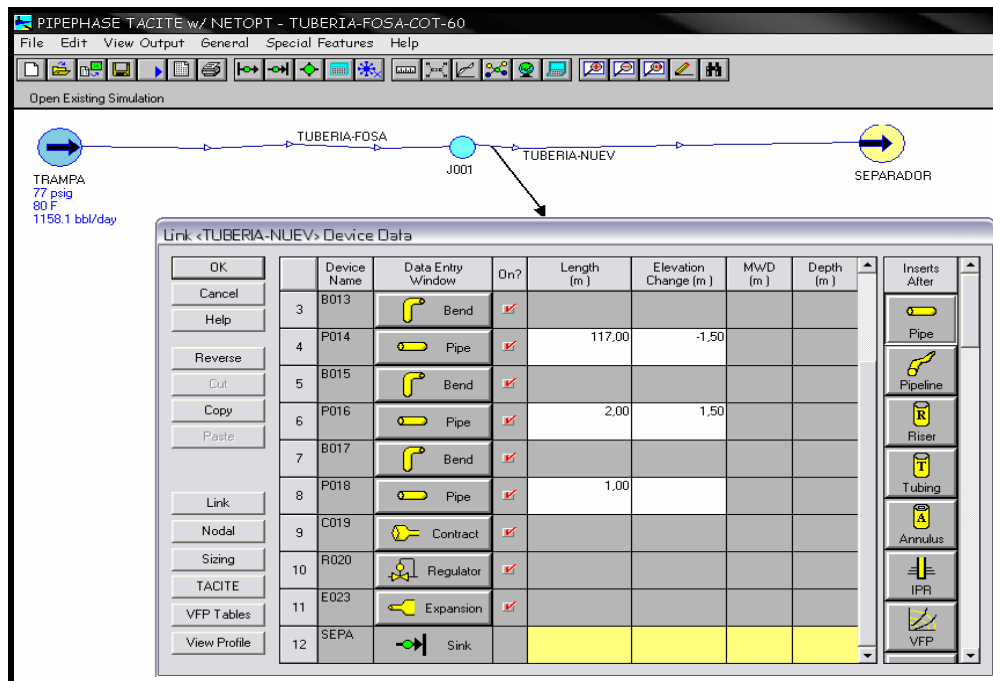 PIPEPHASE TACITE w/ NETOPT - TUBERIA-FOSA-COT-60
File Edit View Output General Special Features Help
Open Existing Simulation
TUBERIA-FOSA
TUBERIA-NUEV
J001
TRAMPA
77 psig
80 F
1158.1 bbl/day
SEPARADOR
Link <TUBERIA-NUEV> Device Data
OK
Cancel
Help
Reverse
Cut
Copy
Paste
Link
Nodal
Sizing
TACITE
VFP Tables
View Profile
Device Name Data Entry Window On? Length (m) Elevation Change (m) MWD (m) Depth (m)
3 B013 Bend
4 P014 Pipe 117,00 -1,50
5 B015 Bend
6 P016 Pipe 2,00 1,50
7 B017 Bend
8 P018 Pipe 1,00
9 C019 Contract
10 R020 Regulator
11 E023 Expansion
12 SEPA Sink
Inserts After
Pipe
Pipeline
R
Riser
T
Tubing
A
Annulus
IPR
VFP